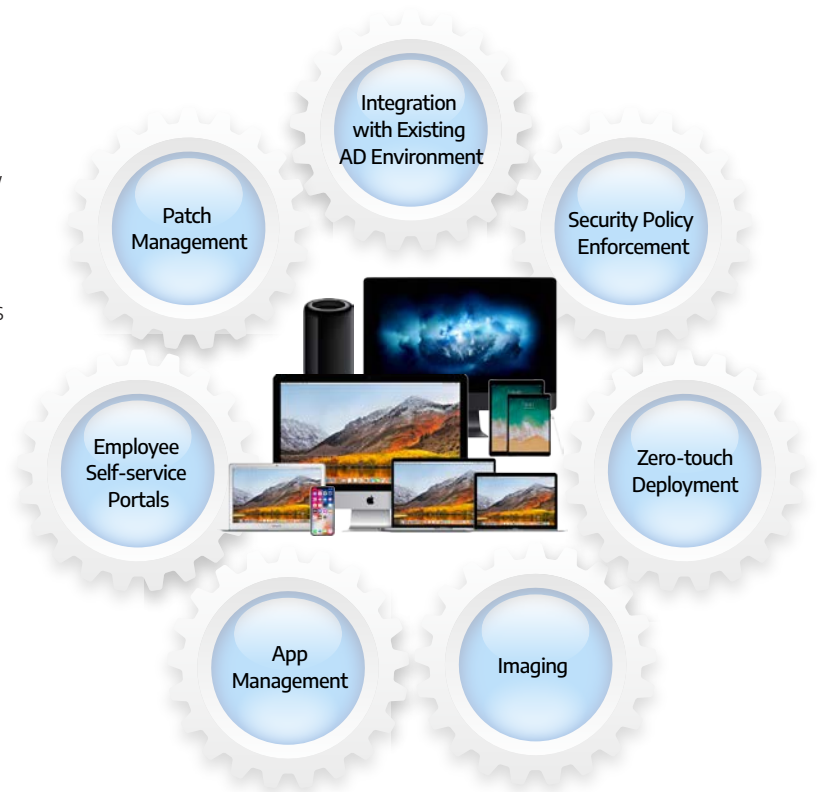 Integration
with Existing
AD Environment
Security Policy
Enforcement
Zero-touch
Deployment
Imaging
App
Management
Employee
Self-service
Portals
Patch
Management